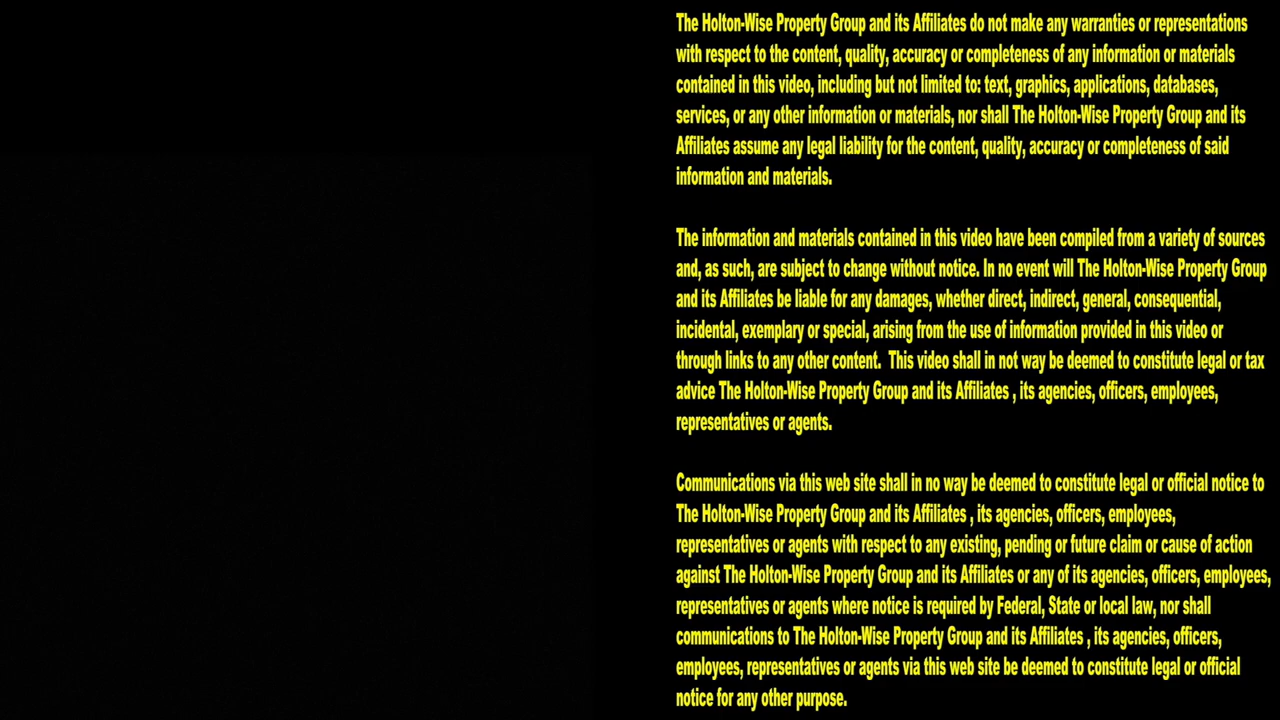 The Holton-Wise Property Group and its Affiliates do not make any warranties or representations
with respect to the content, quality, accuracy or completeness of any information or materials
contained in this video, including but not limited to: text, graphics, applications, databases,
services, or any other information or materials, nor shall The Holton-Wise Property Group and its
Affiliates assume any legal liability for the content, quality, accuracy or completeness of said
information and materials.
The information and materials contained in this video have been compiled from a variety of sources
and, as such, are subject to change without notice. In no event will The Holton-Wise Property Group
and its Affiliates be liable for any damages, whether direct, indirect, general, consequential,
incidental, exemplary or special, arising from the use of information provided in this video or
through links to any other content.  This video shall in not way be deemed to constitute legal or tax
advice The Holton-Wise Property Group and its Affiliates , its agencies, officers, employees,
representatives or agents.
Communications via this web site shall in no way be deemed to constitute legal or official notice to
The Holton-Wise Property Group and its Affiliates , its agencies, officers, employees,
representatives or agents with respect to any existing, pending or future claim or cause of action
against The Holton-Wise Property Group and its Affiliates or any of its agencies, officers, employees,
representatives or agents where notice is required by Federal, State or local law, nor shall
communications to The Holton-Wise Property Group and its Affiliates , its agencies, officers,
employees, representatives or agents via this web site be deemed to constitute legal or official
notice for any other purpose.